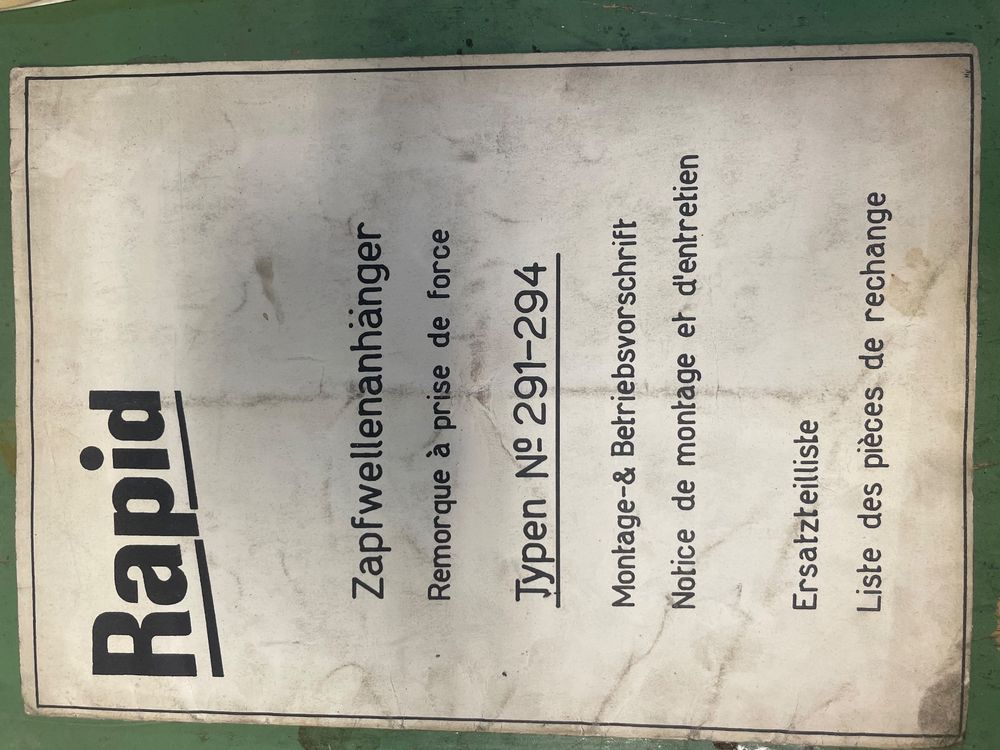 Rapid
Zapfwellenanhänger
Remorque à prise de force
Typen Nº 291-294
Montage-& Betriebsvorschrift
Notice de montage et d'entretien
Ersatzteilliste
Liste des pièces de rechange